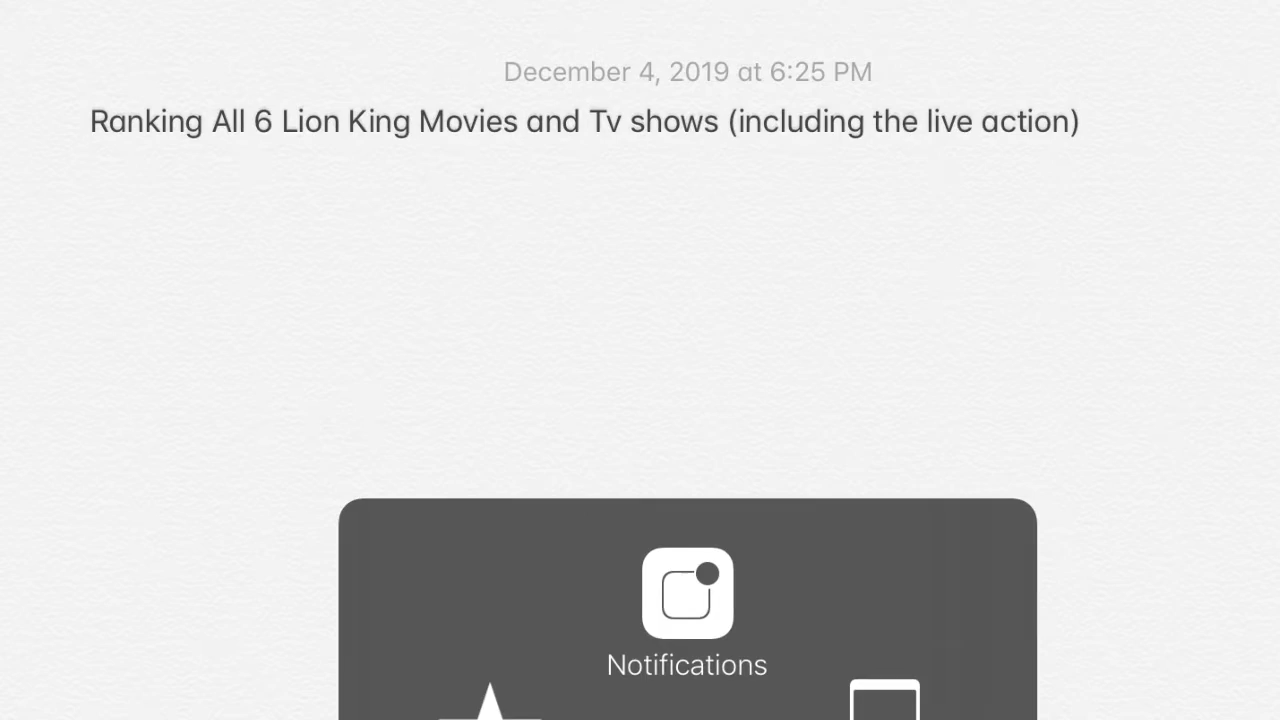 December 4, 2019 at 6:25 PM
Ranking All 6 Lion King Movies and Tv shows (including the live action)
Notifications